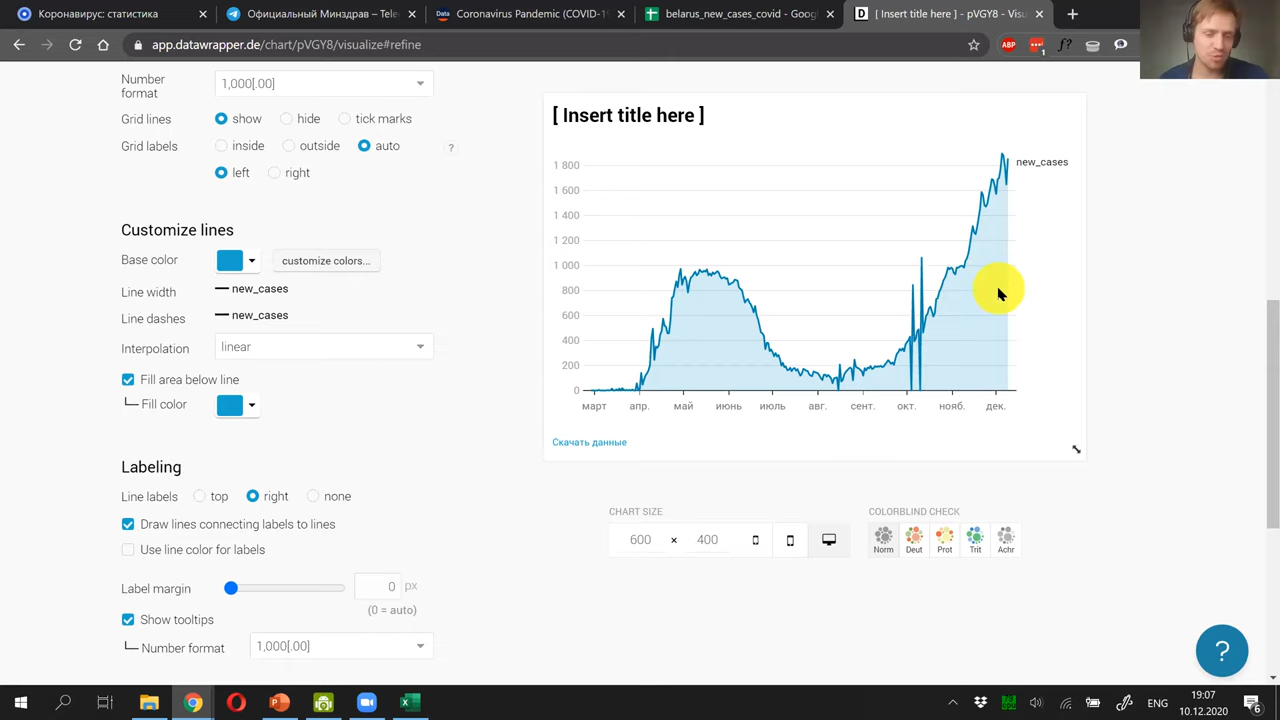 Коронавирус: статистика
Официальный Минздрав – Tele
Data
Coronavirus Pandemic (COVID-1
belarus_new_cases_covid - Googl
D
[ Insert title here ] - pVGY8 - Visu
app.datawrapper.de/chart/pVGY8/visualize#refine
ABP
1
f?
Number format
1,000[.00]
Grid lines
show
hide
tick marks
Grid labels
inside
outside
auto
?
left
right
Customize lines
Base color
customize colors...
Line width
new_cases
Line dashes
new_cases
Interpolation
linear
Fill area below line
Fill color
Labeling
Line labels
top
right
none
Draw lines connecting labels to lines
Use line color for labels
Label margin
0
px
(0 = auto)
Show tooltips
Number format
1,000[.00]
[ Insert title here ]
1 800
1 600
1 400
1 200
1 000
800
600
400
200
0
new_cases
март
апр.
май
июнь
июль
авг.
сент.
окт.
нояб.
дек.
Скачать данные
CHART SIZE
600
×
400
COLORBLIND CHECK
Norm
Deut
Prot
Trit
Achr
?
ENG
19:07
10.12.2020
6